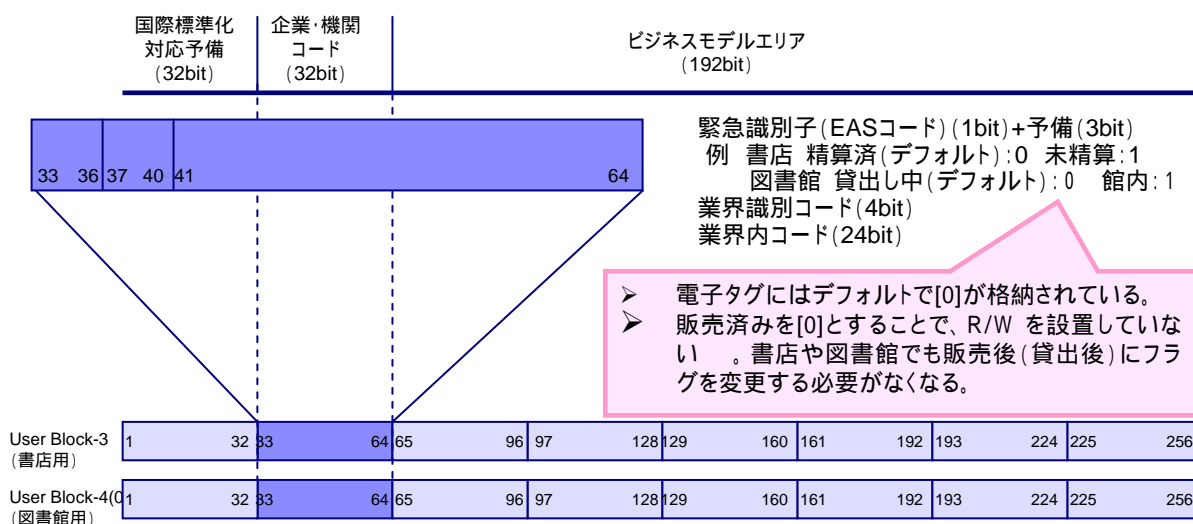 国際標準化
対応予備
(32bit)
企業・機関
コード
(32bit)
ビジネスモデルエリア
(192bit)
33 36 37 40 41 64
緊急識別子(EASコード)(1bit)+予備(3bit)
例 書店 精算済(デフォルト):0 未精算:1
図書館 貸出し中(デフォルト):0 館内:1
業界識別コード(4bit)
業界内コード(24bit)
➢ 電子タグにはデフォルトで[0]が格納されている。
➢ 販売済みを[0]とすることで、R/W を設置していな
い 。書店や図書館でも販売後(貸出後)にフラ
グを変更する必要がなくなる。
User Block-3
(書店用)
1 32 33 64 65 96 97 128 129 160 161 192 193 224 225 256
User Block-4(0
(図書館用)
1 32 33 64 65 96 97 128 129 160 161 192 193 224 225 256